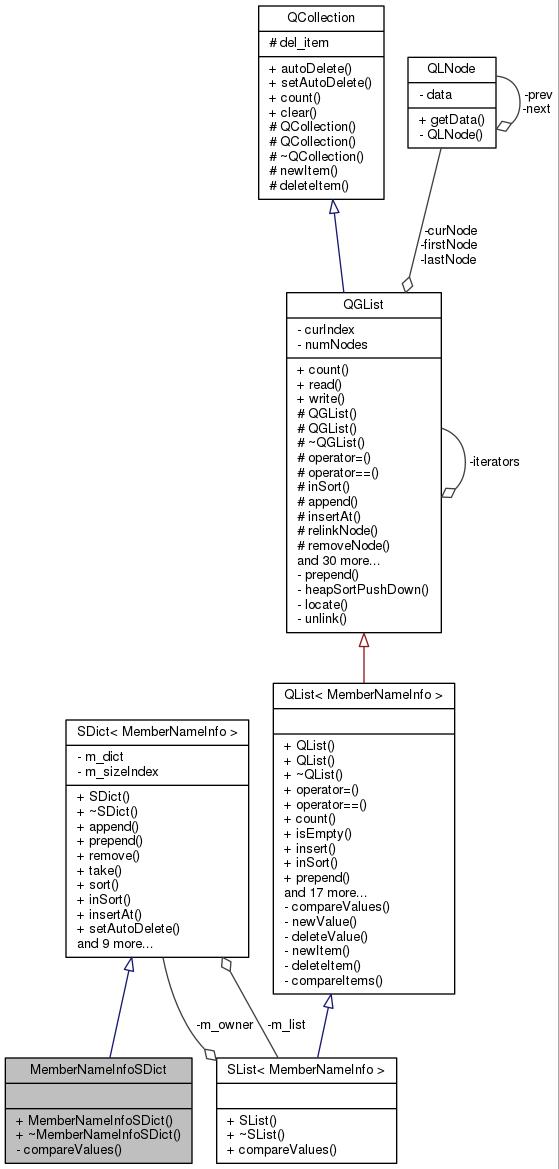 QCollection
# del_item
+ autoDelete()
+ setAutoDelete()
+ count()
+ clear()
# QCollection()
# QCollection()
# ~QCollection()
# newItem()
# deleteItem()
QLNode
- data
+ getData()
- QLNode()
-prev
-next
-curNode
-firstNode
-lastNode
QGList
- curIndex
- numNodes
+ count()
+ read()
+ write()
# QGList()
# QGList()
# ~QGList()
# operator=()
# operator==()
# inSort()
# append()
# insertAt()
# relinkNode()
# removeNode()
and 30 more...
- prepend()
- heapSortPushDown()
- locate()
- unlink()
-iterators
QList< MemberNameInfo >
+ QList()
+ QList()
+ ~QList()
+ operator=()
+ operator==()
+ count()
+ isEmpty()
+ insert()
+ inSort()
+ prepend()
and 17 more...
- compareValues()
- newValue()
- deleteValue()
- newItem()
- deleteItem()
- compareItems()
SDict< MemberNameInfo >
- m_dict
- m_sizeIndex
+ SDict()
+ ~SDict()
+ append()
+ prepend()
+ remove()
+ take()
+ sort()
+ inSort()
+ insertAt()
+ setAutoDelete()
and 9 more...
-m_owner
-m_list
MemberNameInfoSDict
+ MemberNameInfoSDict()
+ ~MemberNameInfoSDict()
- compareValues()
SList< MemberNameInfo >
+ SList()
+ ~SList()
+ compareValues()